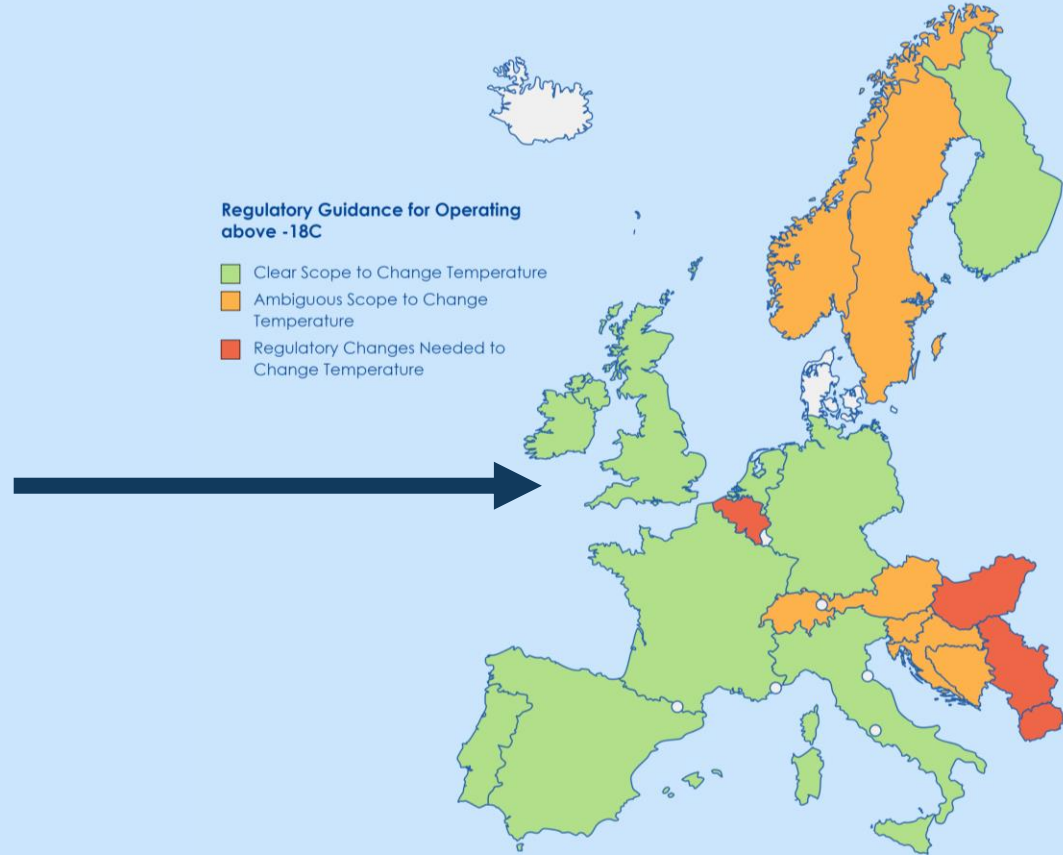 Regulatory Guidance for Operating
above -18C
Clear Scope to Change Temperature
Ambiguous Scope to Change
Temperature
Regulatory Changes Needed to
Change Temperature